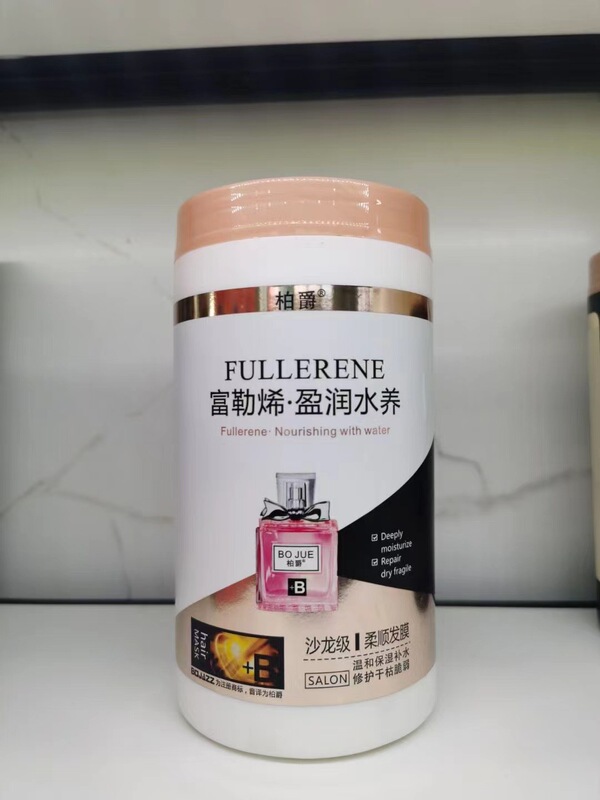 柏爵®
FULLERENE
富勒烯·盈润水养
Fullerene· Nourishing with water
BO JUE
柏爵®
+B
☑ Deeply
moisturize
☑ Repair
dry fragile
hair
MASK
+B
BOJAIZZ 为注册商标，音译为柏爵
沙龙级 柔顺发膜
SALON
温和保湿补水
修护干枯脆弱